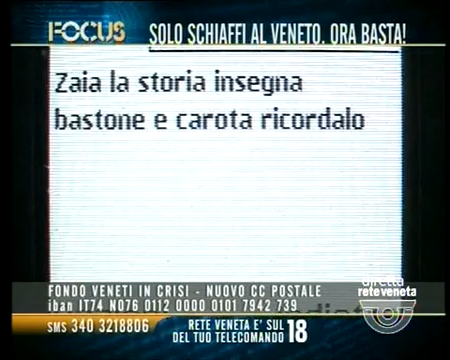 FOCUS
SOLO SCHIAFFI AL VENETO. ORA BASTA!
Zaia la storia insegna
bastone e carota ricordalo
diretta
reteveneta
FONDO VENETI IN CRISI - NUOVO CC POSTALE
iban IT74 N076 0112 0000 0101 7942 739
SMS 340 3218806
RETE VENETA E' SUL
DEL TUO TELECOMANDO 18